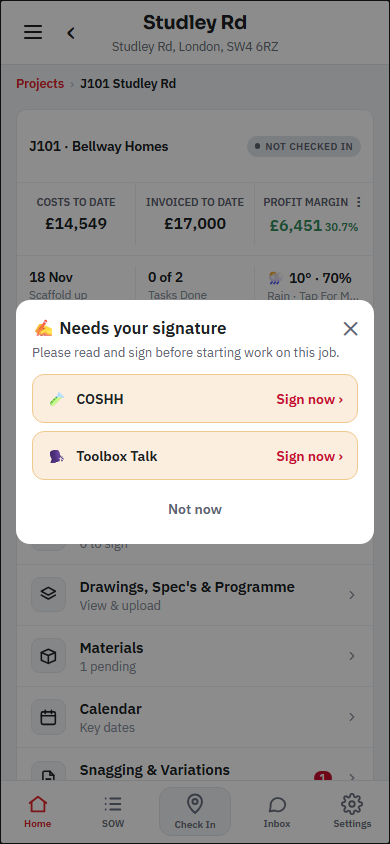 Studley Rd
Studley Rd, London, SW4 6RZ
Projects › J101 Studley Rd
J101 · Bellway Homes
NOT CHECKED IN
COSTS TO DATE
INVOICED TO DATE
PROFIT MARGIN
£14,549
£17,000
£6,451 30.7%
18 Nov
0 of 2
10° · 70%
Scaffold up
Tasks Done
Rain · Tap For M...
✍️ Needs your signature
Please read and sign before starting work on this job.
COSHH
Sign now ›
Toolbox Talk
Sign now ›
Not now
0 to sign
Drawings, Spec's & Programme
View & upload
Materials
1 pending
Calendar
Key dates
Snagging & Variations
1
Home
SOW
Check In
Inbox
Settings